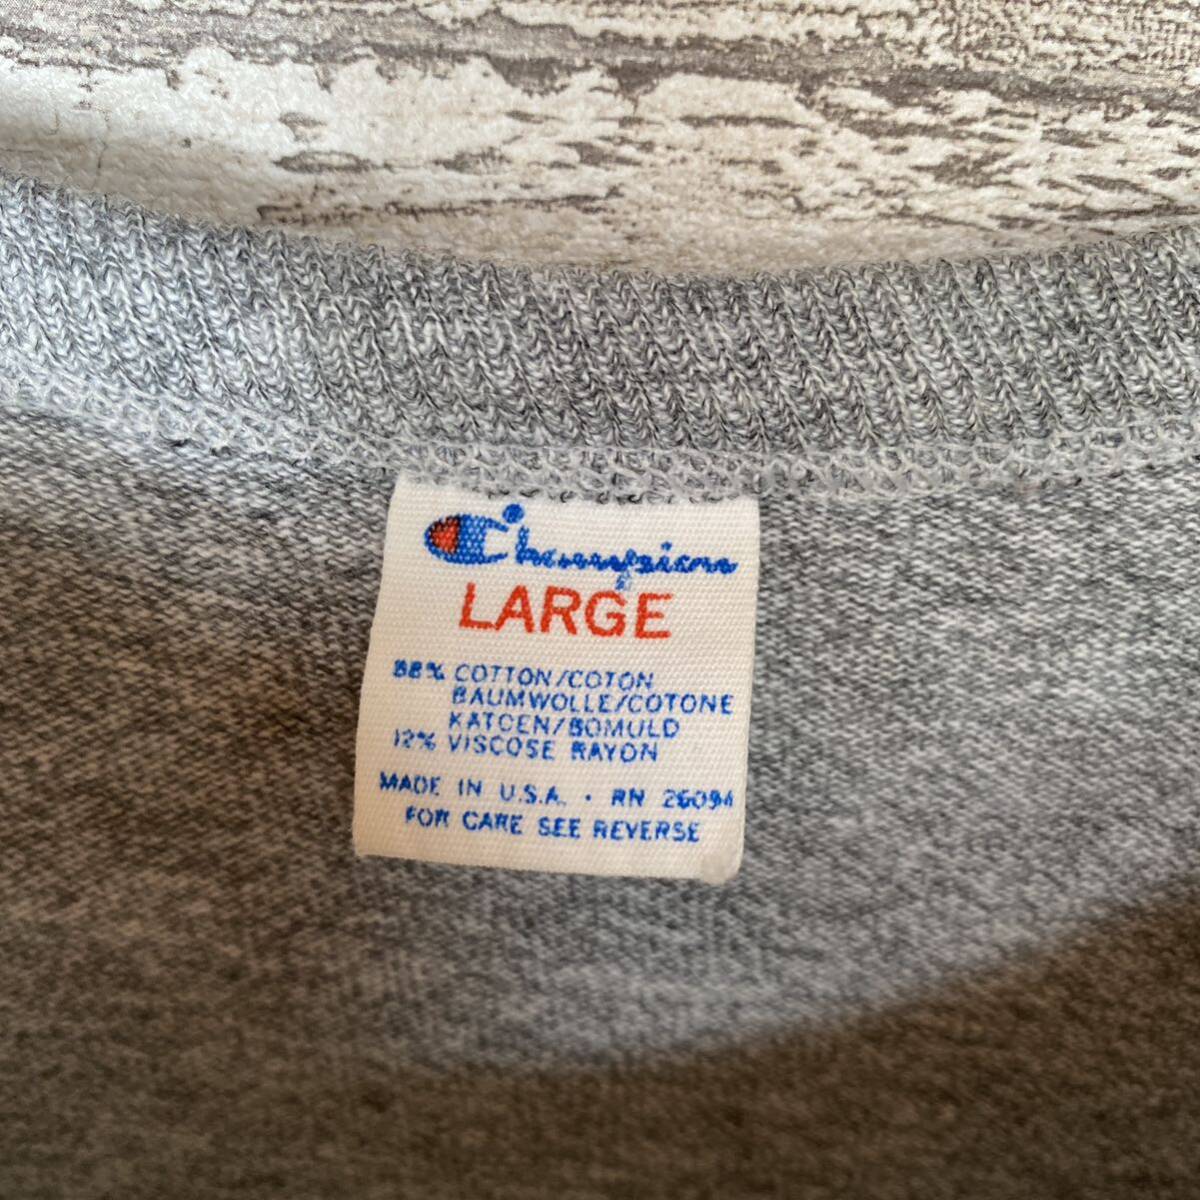 Champion
LARGE
88% COTTON/COTON
BAUMWOLLE/COTONE
KATOEN/BOMULD
12% VISCOSE RAYON
MADE IN U.S.A. · RN 26094
FOR CARE SEE REVERSE